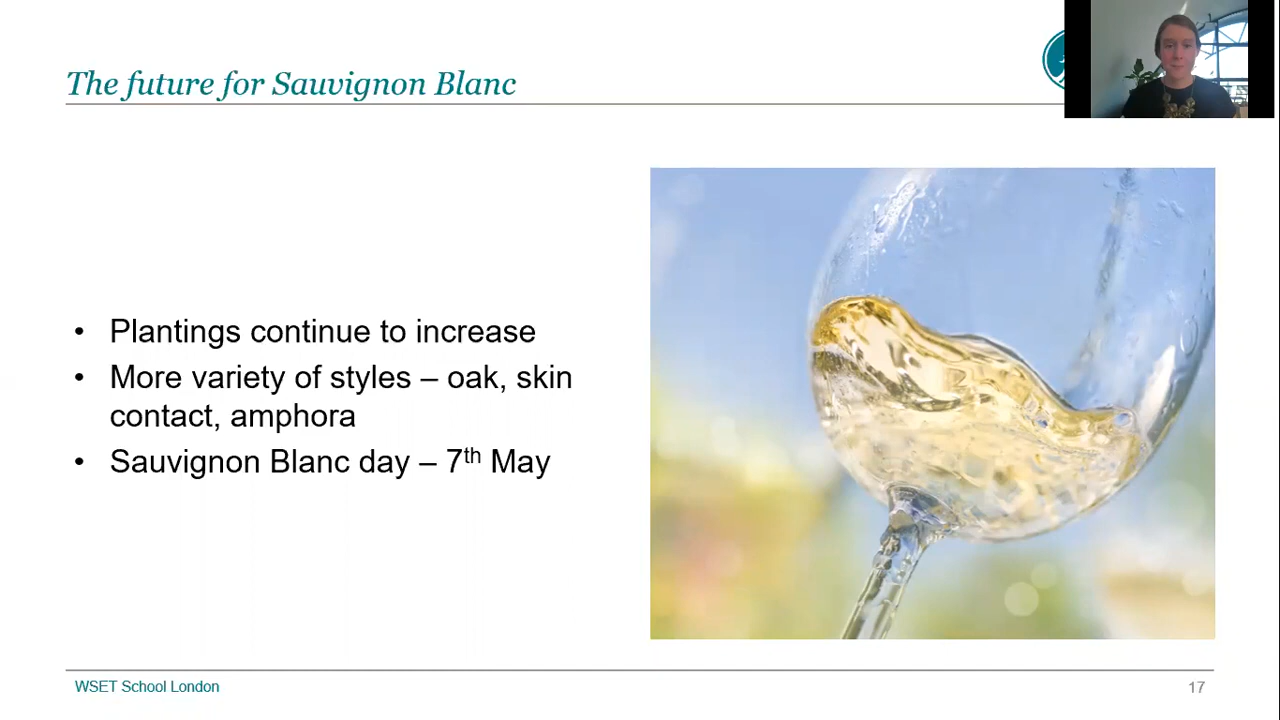 The future for Sauvignon Blanc
• Plantings continue to increase
• More variety of styles – oak, skin
contact, amphora
• Sauvignon Blanc day – 7th May
WSET School London
17